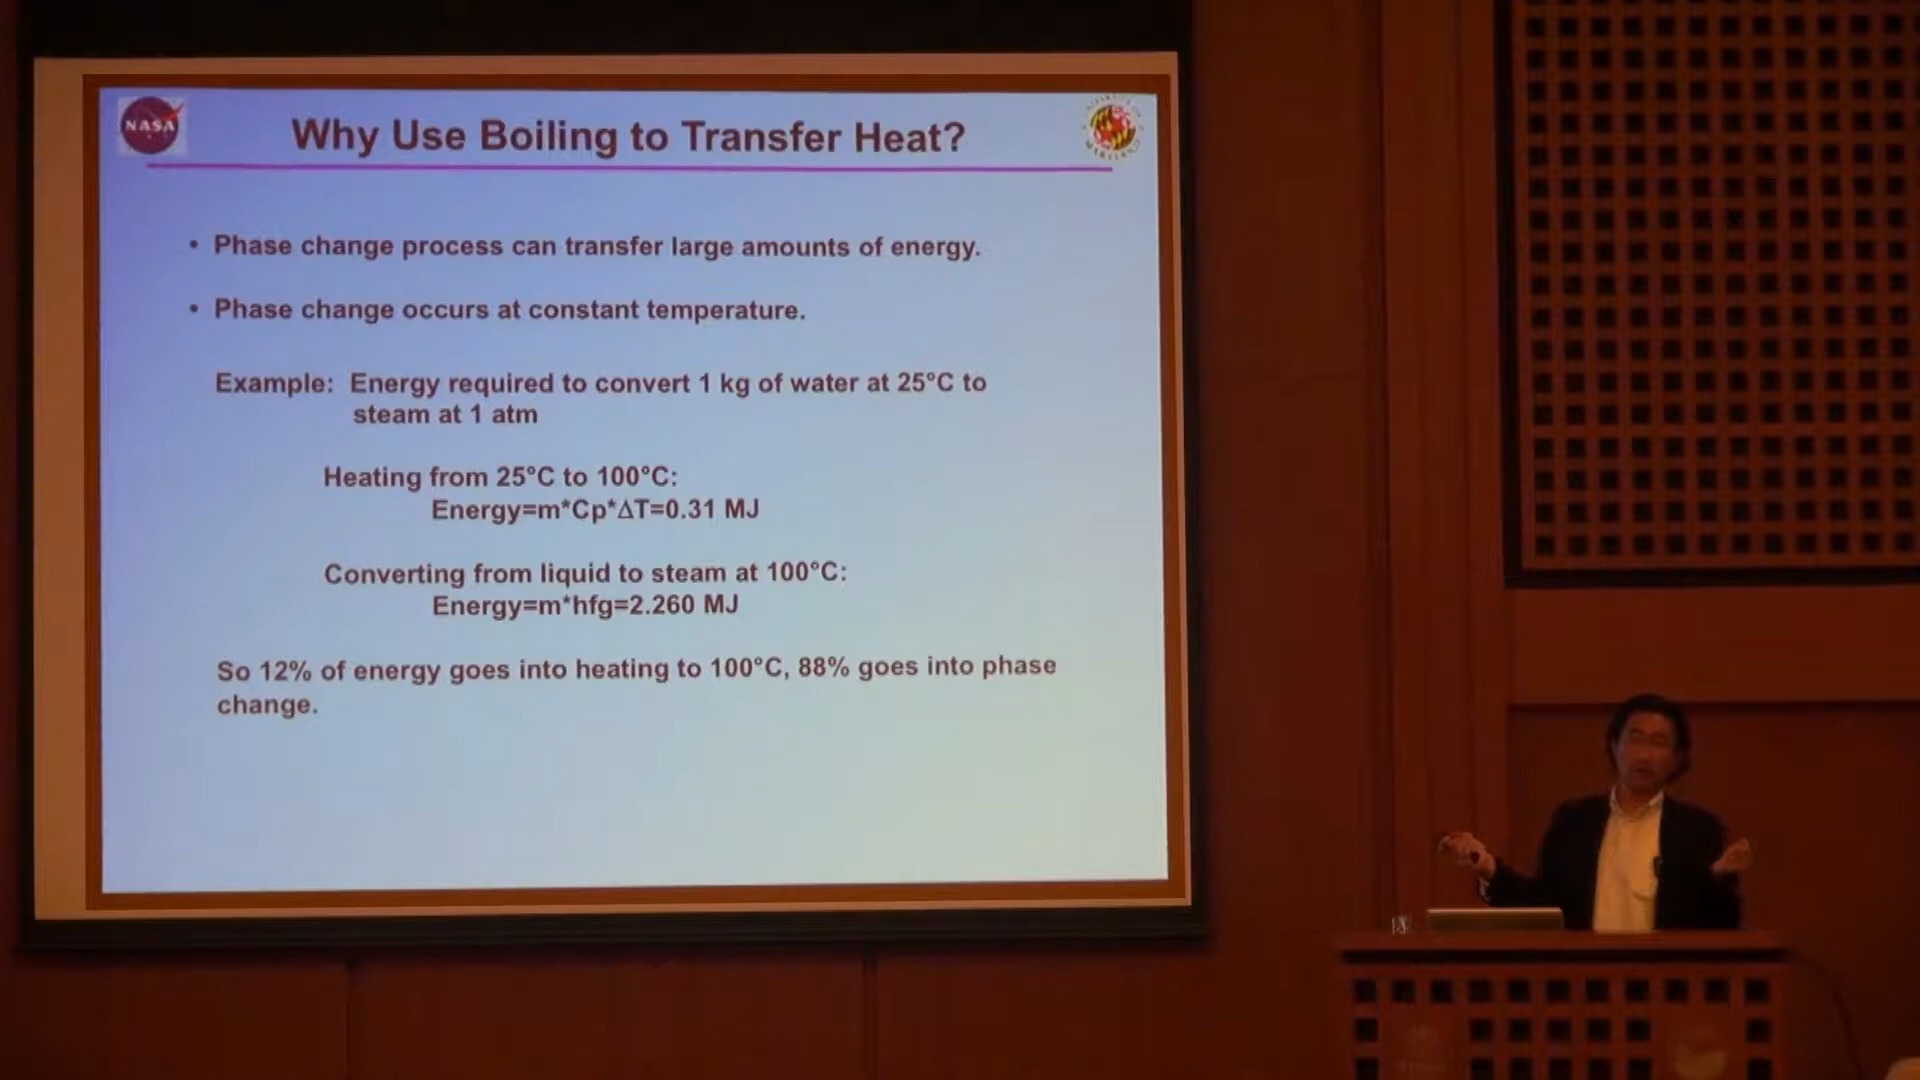 NASA
Why Use Boiling to Transfer Heat?
• Phase change process can transfer large amounts of energy.
• Phase change occurs at constant temperature.
Example: Energy required to convert 1 kg of water at 25°C to
steam at 1 atm
Heating from 25°C to 100°C:
Energy=m*Cp*ΔT=0.31 MJ
Converting from liquid to steam at 100°C:
Energy=m*hfg=2.260 MJ
So 12% of energy goes into heating to 100°C, 88% goes into phase
change.